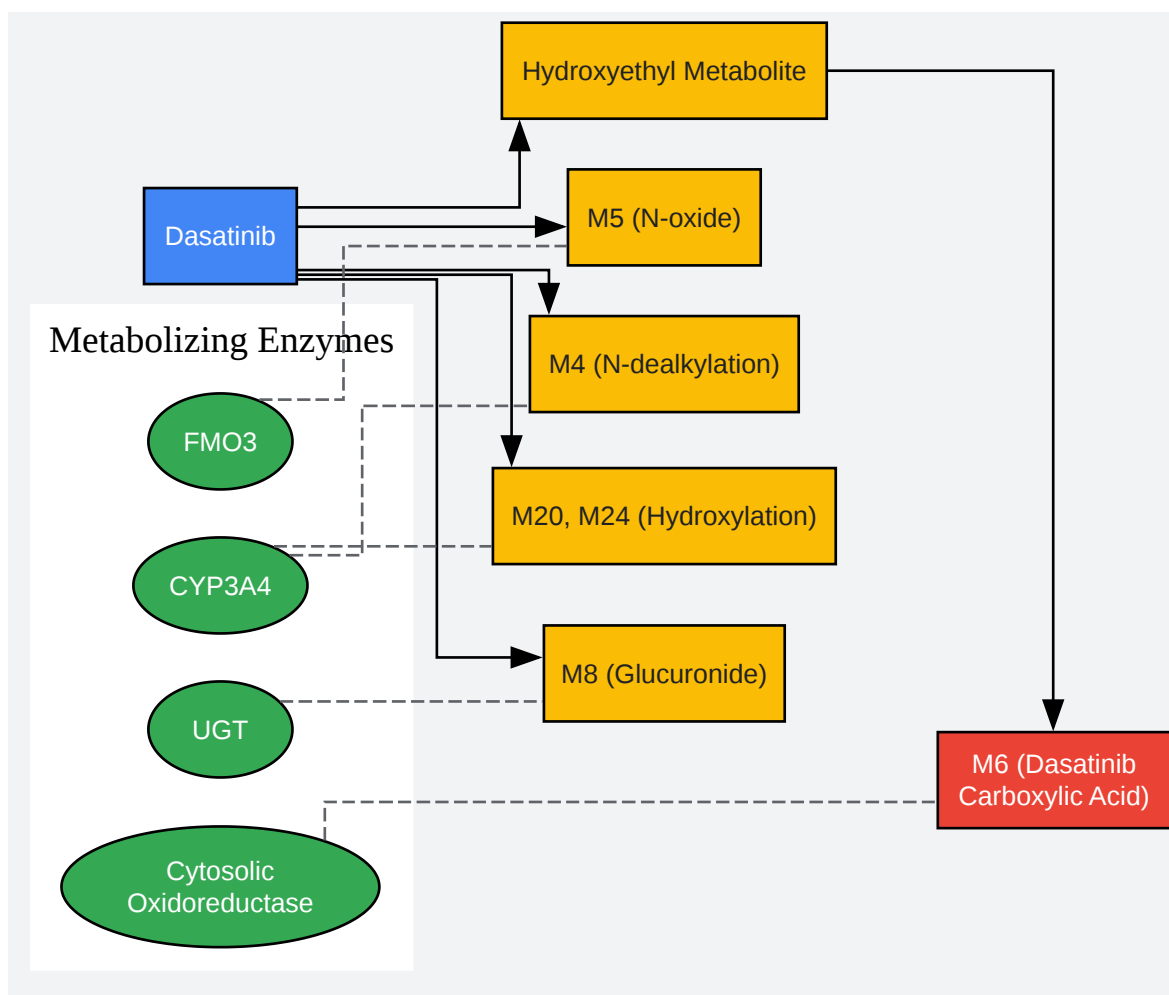 Hydroxyethyl Metabolite
M5 (N-oxide)
Dasatinib
Metabolizing Enzymes
M4 (N-dealkylation)
FMO3
M20, M24 (Hydroxylation)
CYP3A4
M8 (Glucuronide)
UGT
M6 (Dasatinib
Carboxylic Acid)
Cytosolic
Oxidoreductase